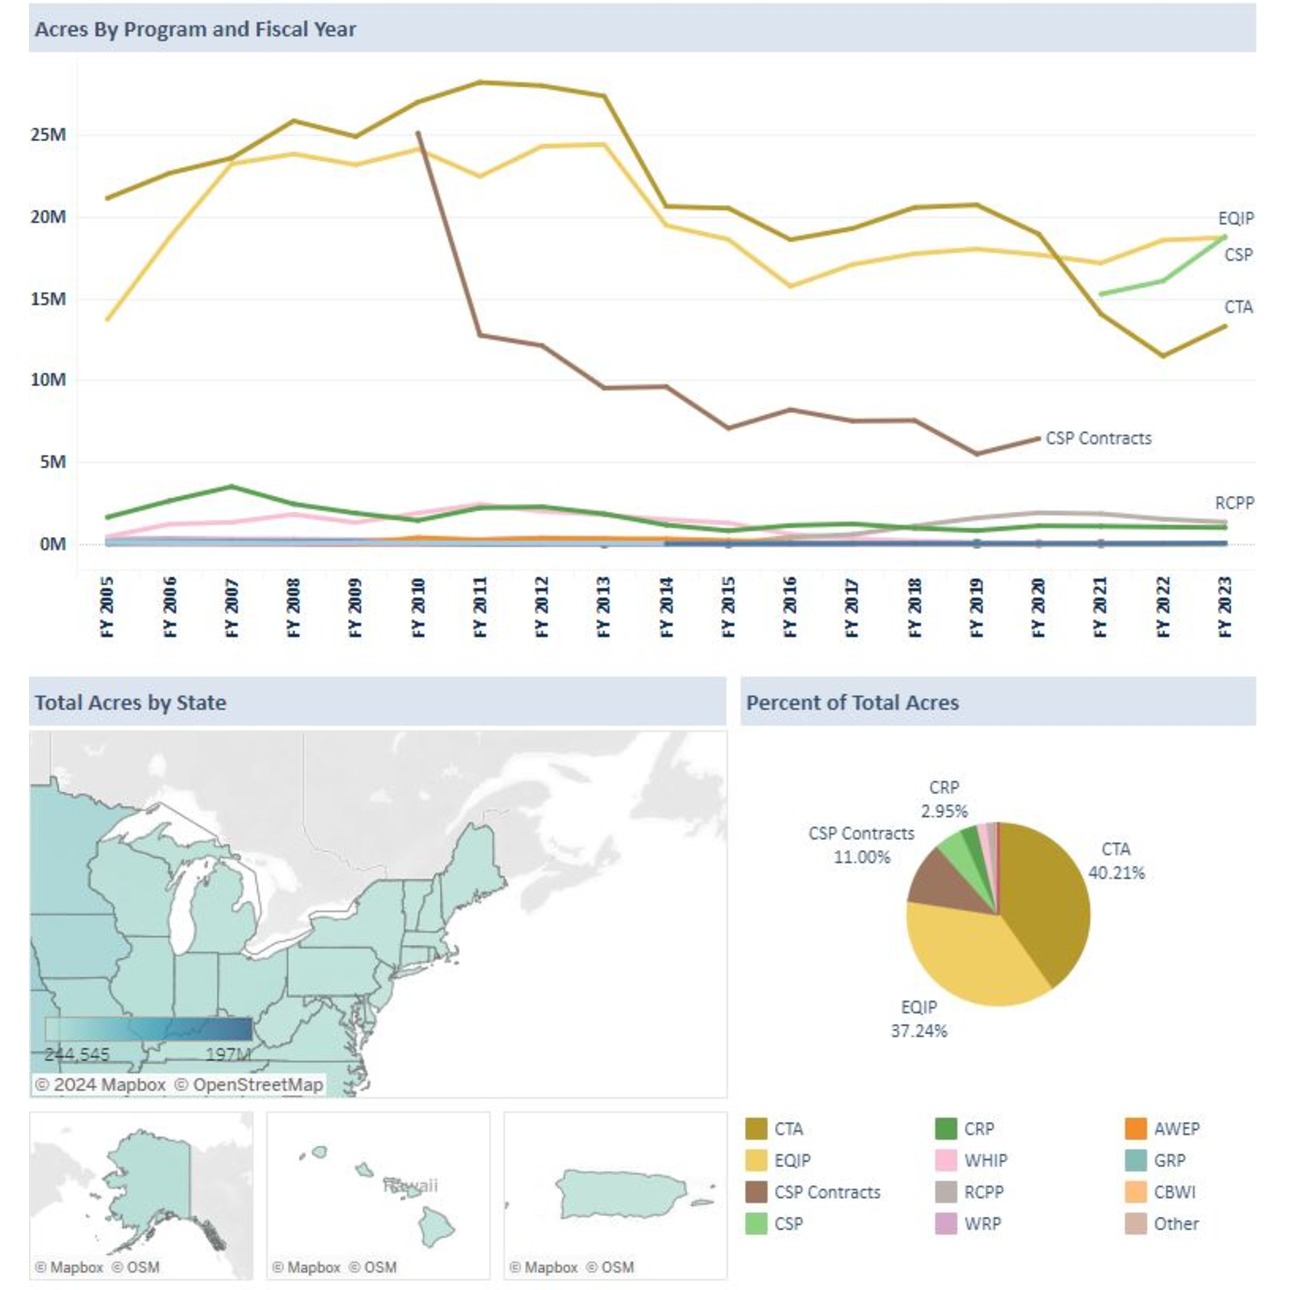 Acres By Program and Fiscal Year
25M
20M
15M
10M
5M
0M
EQIP
CSP
CTA
CSP Contracts
RCPP
FY 2005
FY 2006
FY 2007
FY 2008
FY 2009
FY 2010
FY 2011
FY 2012
FY 2013
FY 2014
FY 2015
FY 2016
FY 2017
FY 2018
FY 2019
FY 2020
FY 2021
FY 2022
FY 2023
Total Acres by State
244,545 197M
© 2024 Mapbox © OpenStreetMap
© Mapbox © OSM
Hawaii
© Mapbox © OSM
© Mapbox © OSM
Percent of Total Acres
CRP
2.95%
CSP Contracts
11.00%
CTA
40.21%
EQIP
37.24%
CTA
EQIP
CSP Contracts
CSP
CRP
WHIP
RCPP
WRP
AWEP
GRP
CBWI
Other